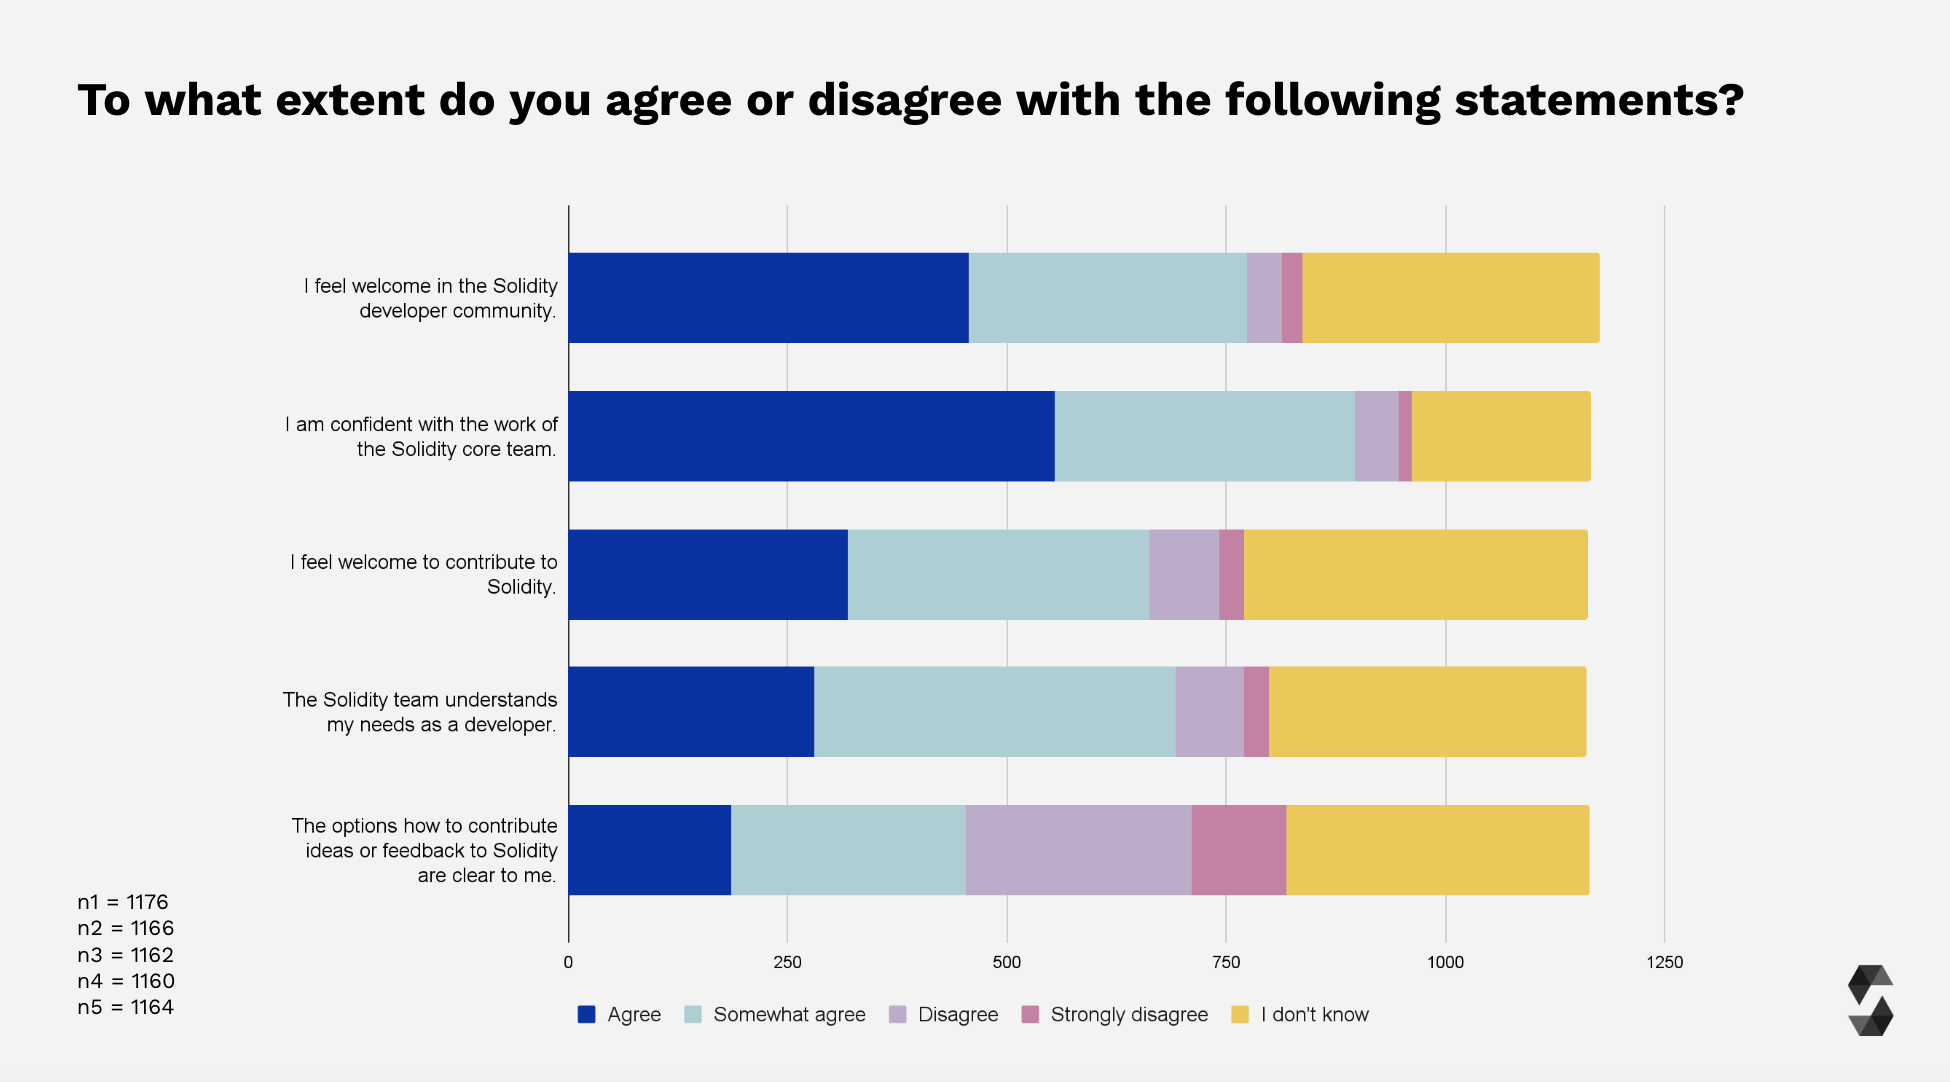 To what extent do you agree or disagree with the following statements?
I feel welcome in the Solidity
developer community.
I am confident with the work of
the Solidity core team.
I feel welcome to contribute to
Solidity.
The Solidity team understands
my needs as a developer.
The options how to contribute
ideas or feedback to Solidity
are clear to me.
n1 = 1176
n2 = 1166
n3 = 1162
n4 = 1160
n5 = 1164
0 250 500 750 1000 1250
Agree Somewhat agree Disagree Strongly disagree I don't know